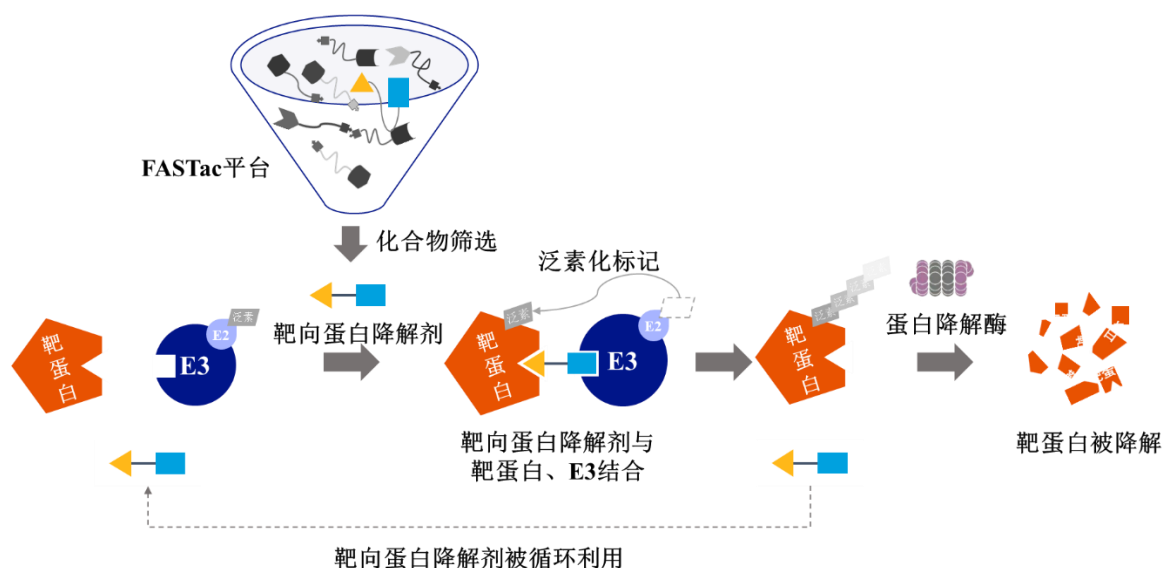 FASTac平台
化合物筛选
泛素化标记
靶蛋白
E3
E2
泛素
靶向蛋白降解剂
靶蛋白
泛素
E3
E2
靶蛋白
泛素
泛素
蛋白降解酶
靶向蛋白降解剂与
靶蛋白、E3结合
靶蛋白被降解
靶向蛋白降解剂被循环利用